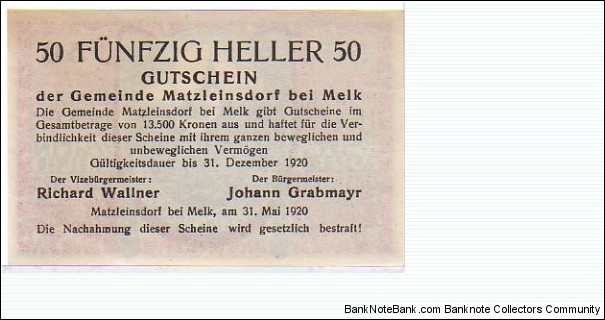 50 FÜNFZIG HELLER 50
GUTSCHEIN
der Gemeinde Matzleinsdorf bei Melk
Die Gemeinde Matzleinsdorf bei Melk gibt Gutscheine im
Gesamtbetrage von 13.500 Kronen aus und haftet für die Ver-
bindlichkeit dieser Scheine mit ihrem ganzen beweglichen und
unbeweglichen Vermögen
Gültigkeitsdauer bis 31. Dezember 1920
Der Vizebürgermeister: Der Bürgermeister:
Richard Wallner Johann Grabmayr
Matzleinsdorf bei Melk, am 31. Mai 1920
Die Nachahmung dieser Scheine wird gesetzlich bestraft!
BankNoteBank.com Banknote Collectors Community